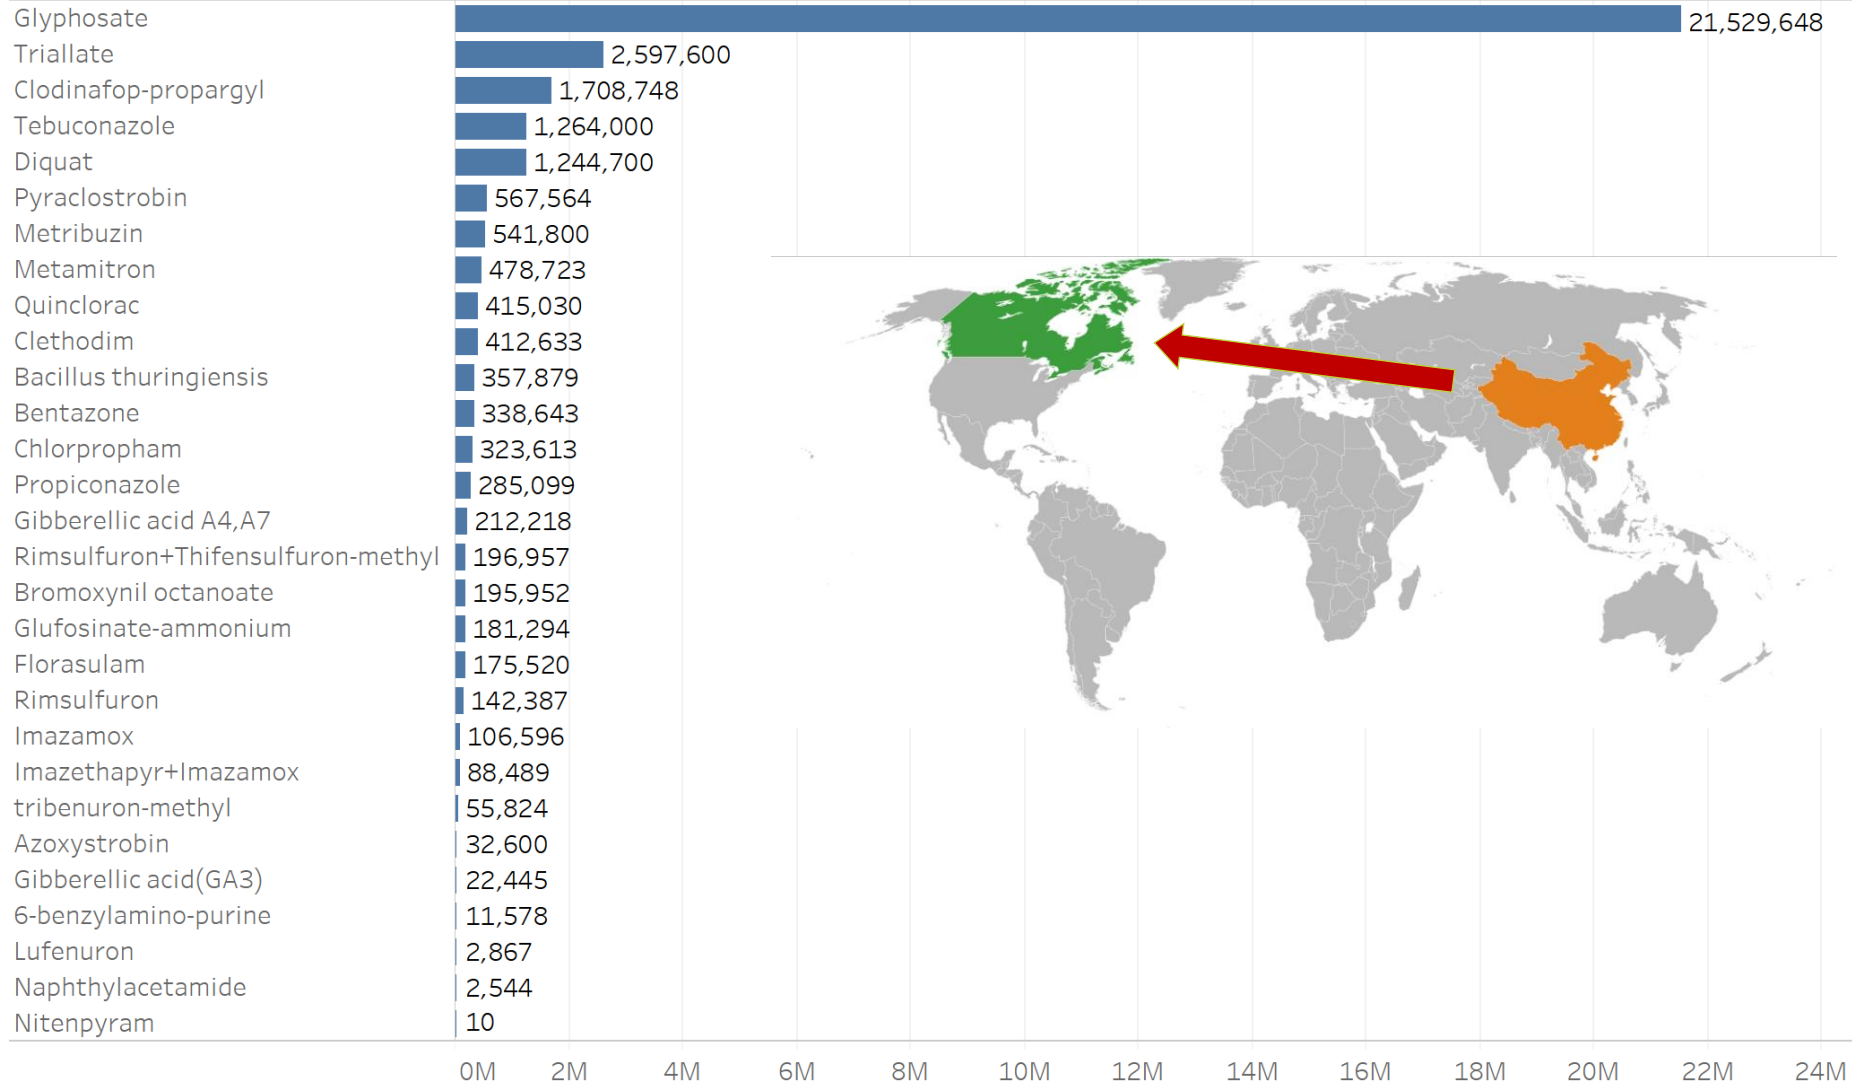 Glyphosate 21,529,648
Triallate 2,597,600
Clodinafop-propargyl 1,708,748
Tebuconazole 1,264,000
Diquat 1,244,700
Pyraclostrobin 567,564
Metribuzin 541,800
Metamitron 478,723
Quinclorac 415,030
Clethodim 412,633
Bacillus thuringiensis 357,879
Bentazone 338,643
Chlorpropham 323,613
Propiconazole 285,099
Gibberellic acid A4,A7 212,218
Rimsulfuron+Thifensulfuron-methyl 196,957
Bromoxynil octanoate 195,952
Glufosinate-ammonium 181,294
Florasulam 175,520
Rimsulfuron 142,387
Imazamox 106,596
Imazethapyr+Imazamox 88,489
tribenuron-methyl 55,824
Azoxystrobin 32,600
Gibberellic acid(GA3) 22,445
6-benzylamino-purine 11,578
Lufenuron 2,867
Naphthylacetamide 2,544
Nitenpyram 10
0M 2M 4M 6M 8M 10M 12M 14M 16M 18M 20M 22M 24M